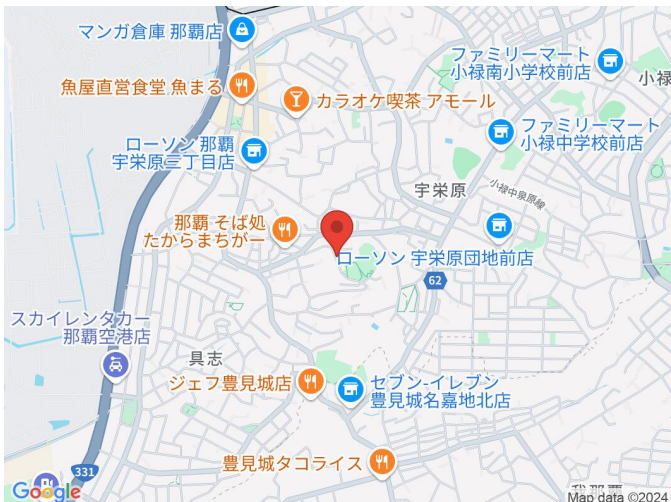 マンガ倉庫 那覇店
ファミリーマート
小禄南小学校前店
魚屋直営食堂 魚まる
カラオケ喫茶 アモール
ファミリーマート
小禄中学校前店
ローソン 那覇
宇栄原三丁目店
宇栄原
小禄中泉原線
那覇 そば処
たからまちがー
ローソン 宇栄原団地前店
62
スカイレンタカー
那覇空港店
具志
ジェフ豊見城店
セブン-イレブン
豊見城名嘉地北店
豊見城タコライス
331
Google
Map data ©2024